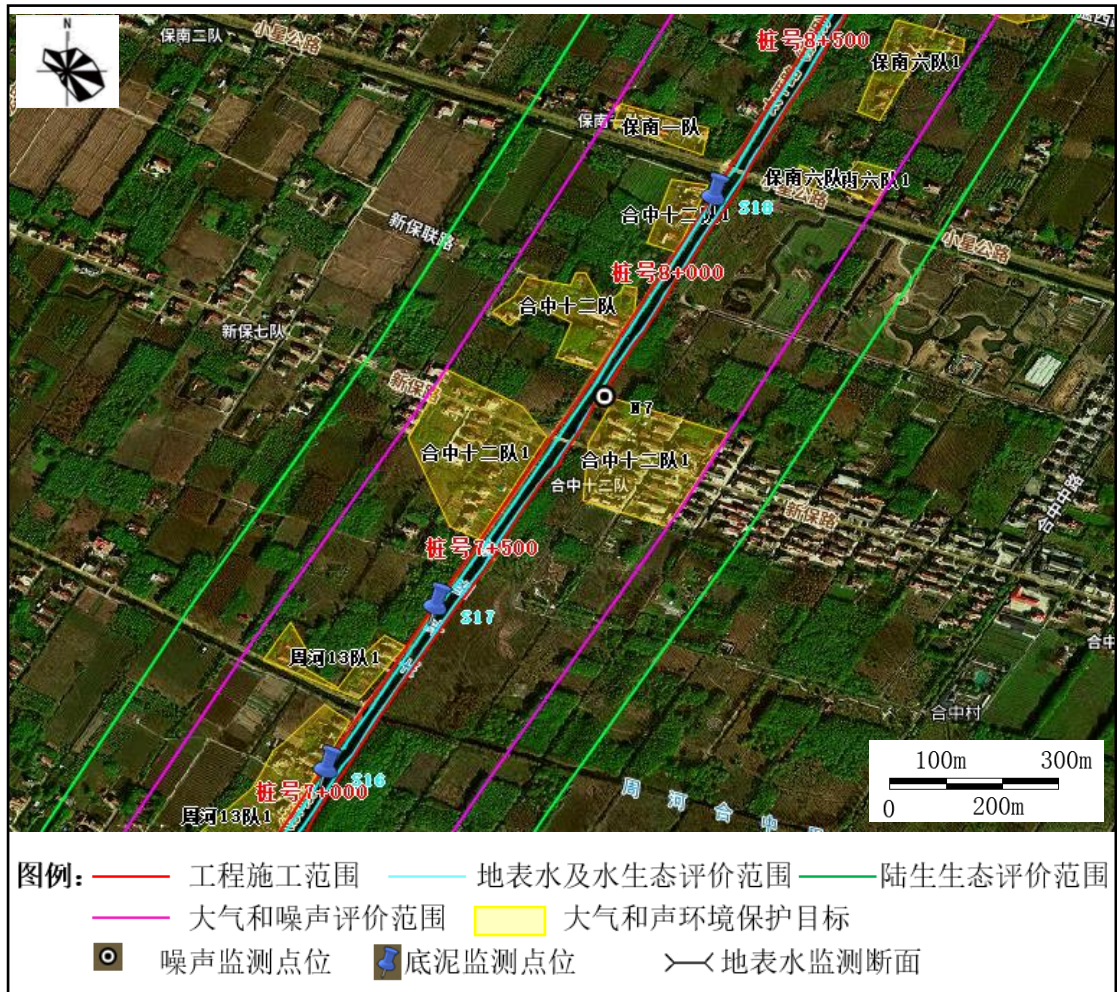 N
保南二队
小星公路
桩号8+500
保南六队1
保南一队
保南六队
南六队1
合中十二队1
S18
小星公路
新保联路
桩号8+000
合中十二队
新保七队
N7
合中十二队1
合中十二队1
合中十二队
新保路
合中中路
桩号7+500
S17
周河13队1
合中
合中村
S16
桩号7+000
周河13队1
周河合中
100m 300m
0 200m
图例: 工程施工范围 地表水及水生态评价范围 陆生生态评价范围
大气和噪声评价范围 大气和声环境保护目标
噪声监测点位 底泥监测点位 地表水监测断面